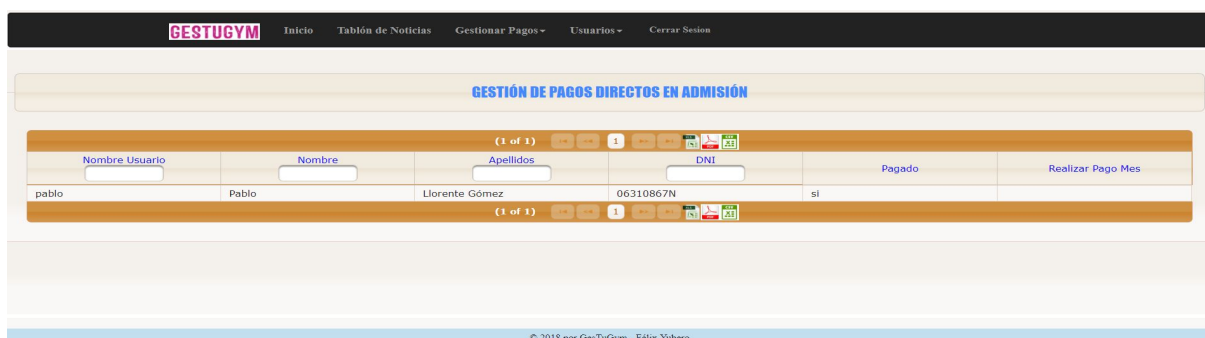 GESTUGYM Inicio Tablón de Noticias Gestionar Pagos Usuarios Cerrar Sesion
GESTIÓN DE PAGOS DIRECTOS EN ADMISIÓN
(1 of 1) 1
Nombre Usuario Nombre Apellidos DNI Pagado Realizar Pago Mes
pablo Pablo Llorente Gómez 06310867N si
(1 of 1) 1
© 2018 por GesTuGym - Félix Yubero